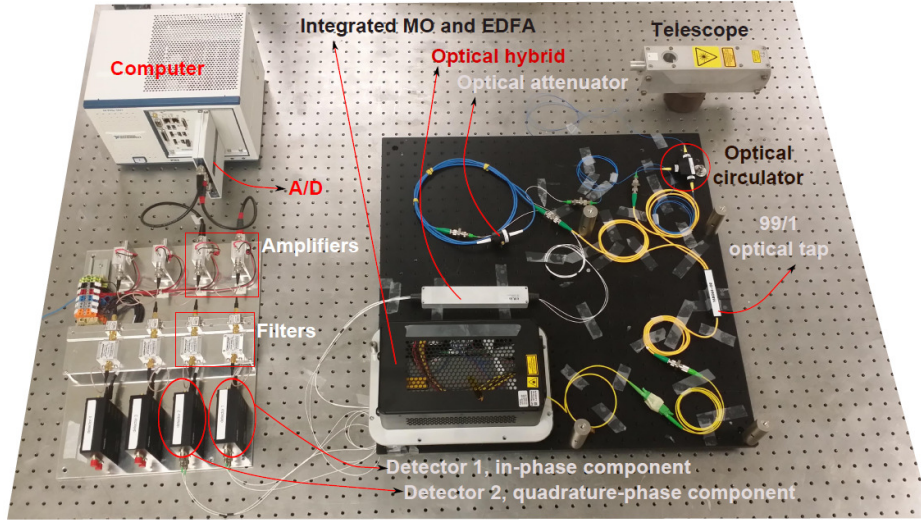 Integrated MO and EDFA
Telescope
Optical hybrid
Computer
Optical attenuator
Optical
circulator
A/D
99/1
optical tap
Amplifiers
Filters
Detector 1, in-phase component
Detector 2, quadrature-phase component